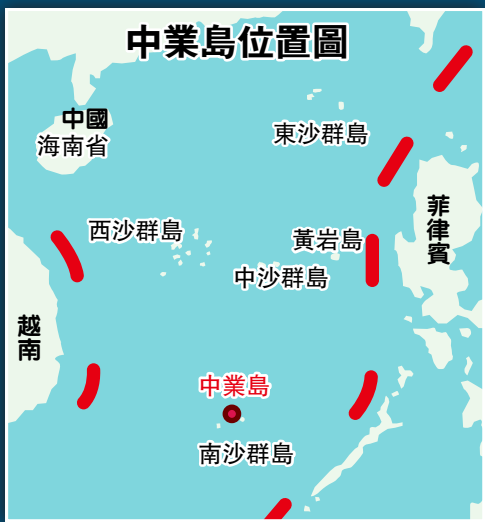 中業島位置圖
中國
海南省
東沙群島
菲律賓
西沙群島
黃岩島
中沙群島
越南
中業島
南沙群島